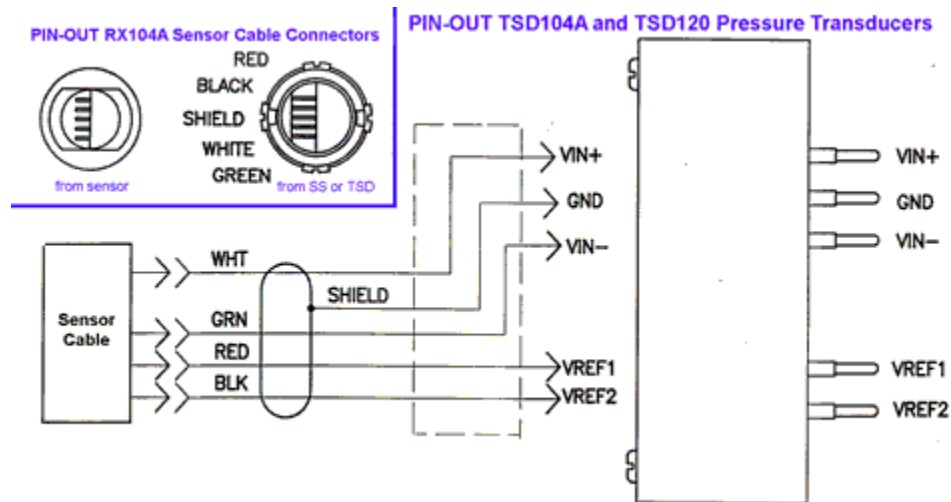 PIN-OUT RX104A Sensor Cable Connectors
RED
BLACK
SHIELD
WHITE
GREEN
from sensor
from SS or TSD
PIN-OUT TSD104A and TSD120 Pressure Transducers
Sensor
Cable
WHT
SHIELD
GRN
RED
BLK
VIN+
GND
VIN-
VREF1
VREF2
VIN+
GND
VIN-
VREF1
VREF2